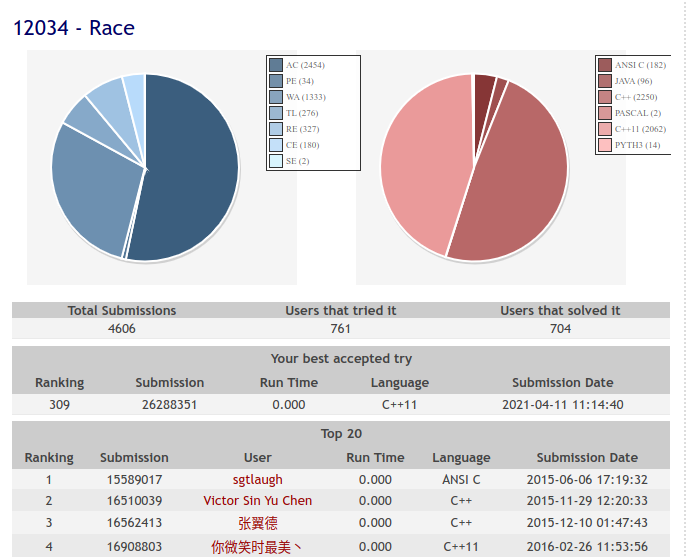 12034 - Race
AC (2454)
PE (34)
WA (1333)
TL (276)
RE (327)
CE (180)
SE (2)
ANSI C (182)
JAVA (96)
C++ (2250)
PASCAL (2)
C++11 (2062)
PYTH3 (14)
Total Submissions Users that tried it Users that solved it
4606 761 704
Your best accepted try
Ranking Submission Run Time Language Submission Date
309 26288351 0.000 C++11 2021-04-11 11:14:40
Top 20
Ranking Submission User Run Time Language Submission Date
1 15589017 sgtlaugh 0.000 ANSI C 2015-06-06 17:19:32
2 16510039 Victor Sin Yu Chen 0.000 C++ 2015-11-29 12:20:33
3 16562413 张翼德 0.000 C++ 2015-12-10 01:47:43
4 16908803 你微笑时最美丶 0.000 C++11 2016-02-26 11:53:56